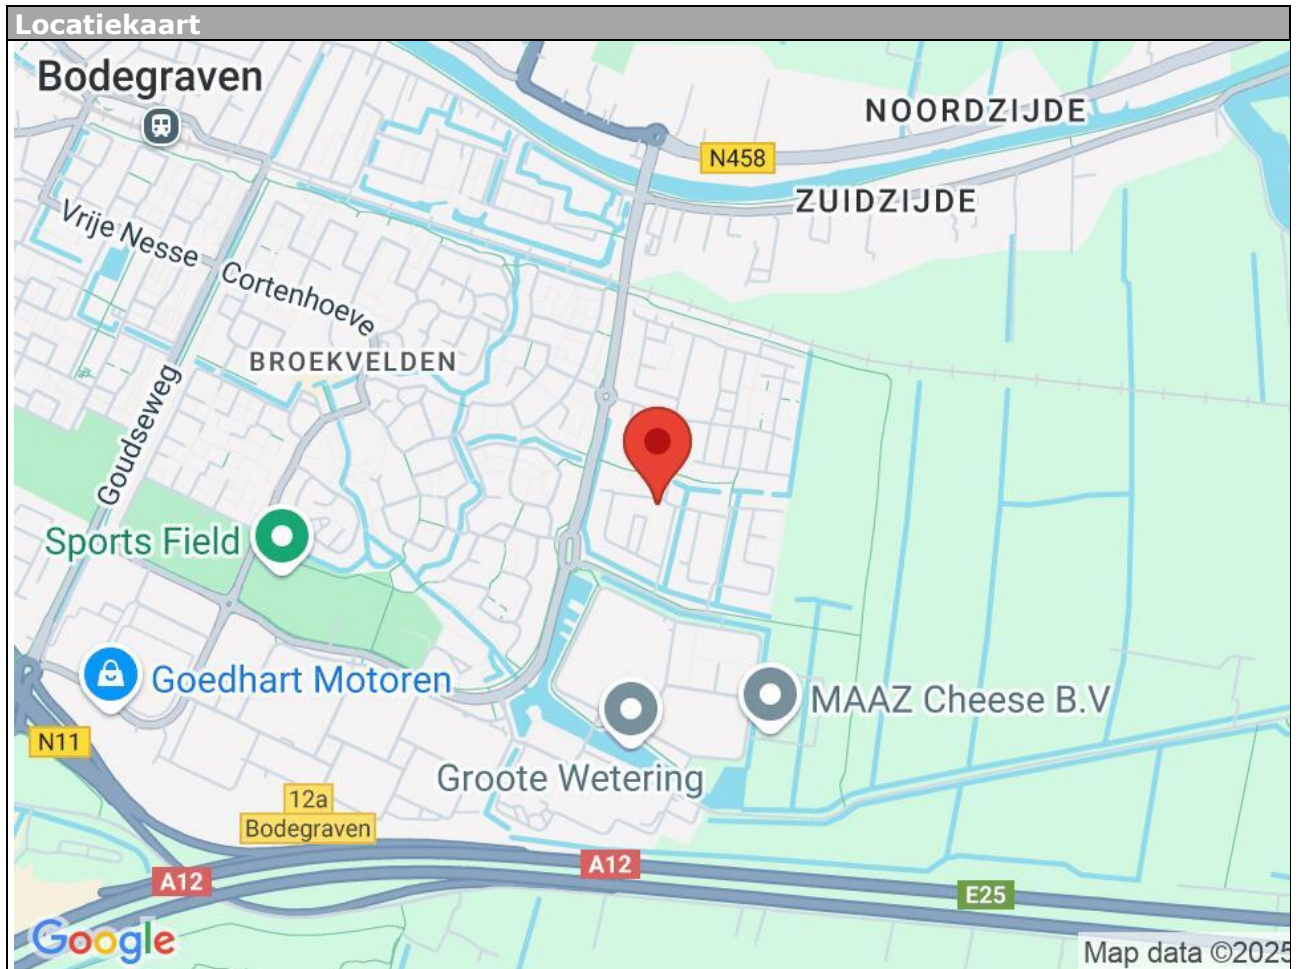 Locatiekaart
Bodegraven
NOORDZIJDE
N458
ZUIDZIJDE
Vrije Nesse
Cortenhoeve
BROEKVELDEN
Goudseweg
Sports Field
Goedhart Motoren
MAAZ Cheese B.V
N11
Groote Wetering
12a
Bodegraven
A12
A12
E25
Google
Map data ©2025